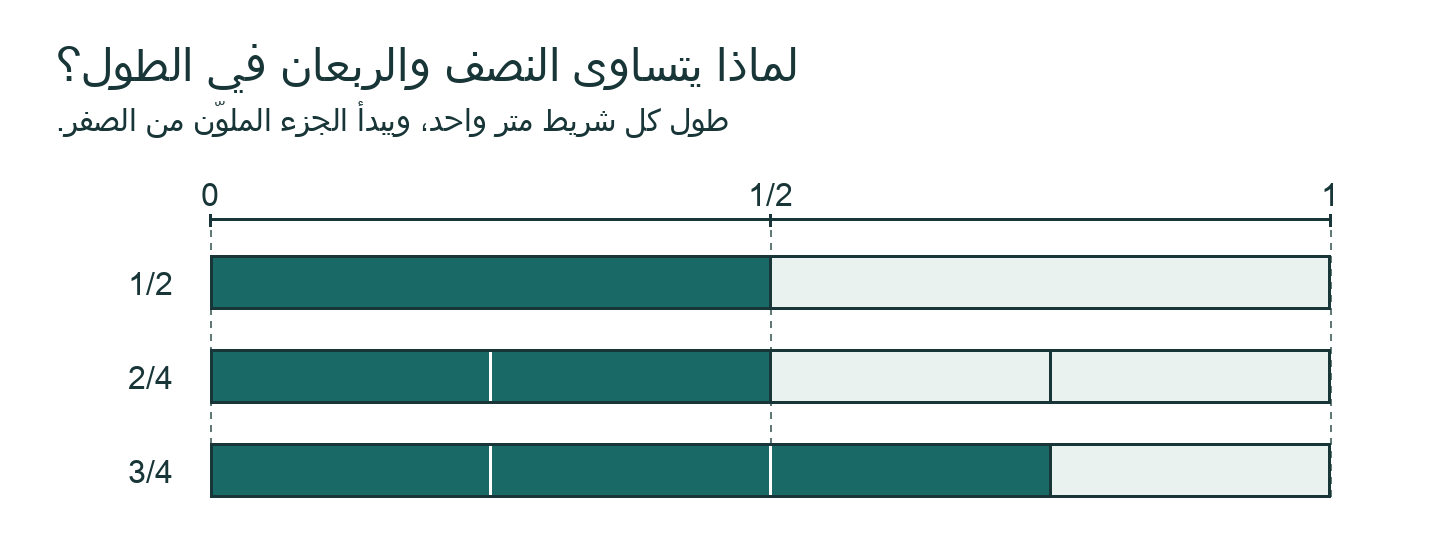 لماذا يتساوى النصف والربعان في الطول؟
طول كل شريط متر واحد، ويبدأ الجزء الملوّن من الصفر.
0 1/2 1
1/2
2/4
3/4